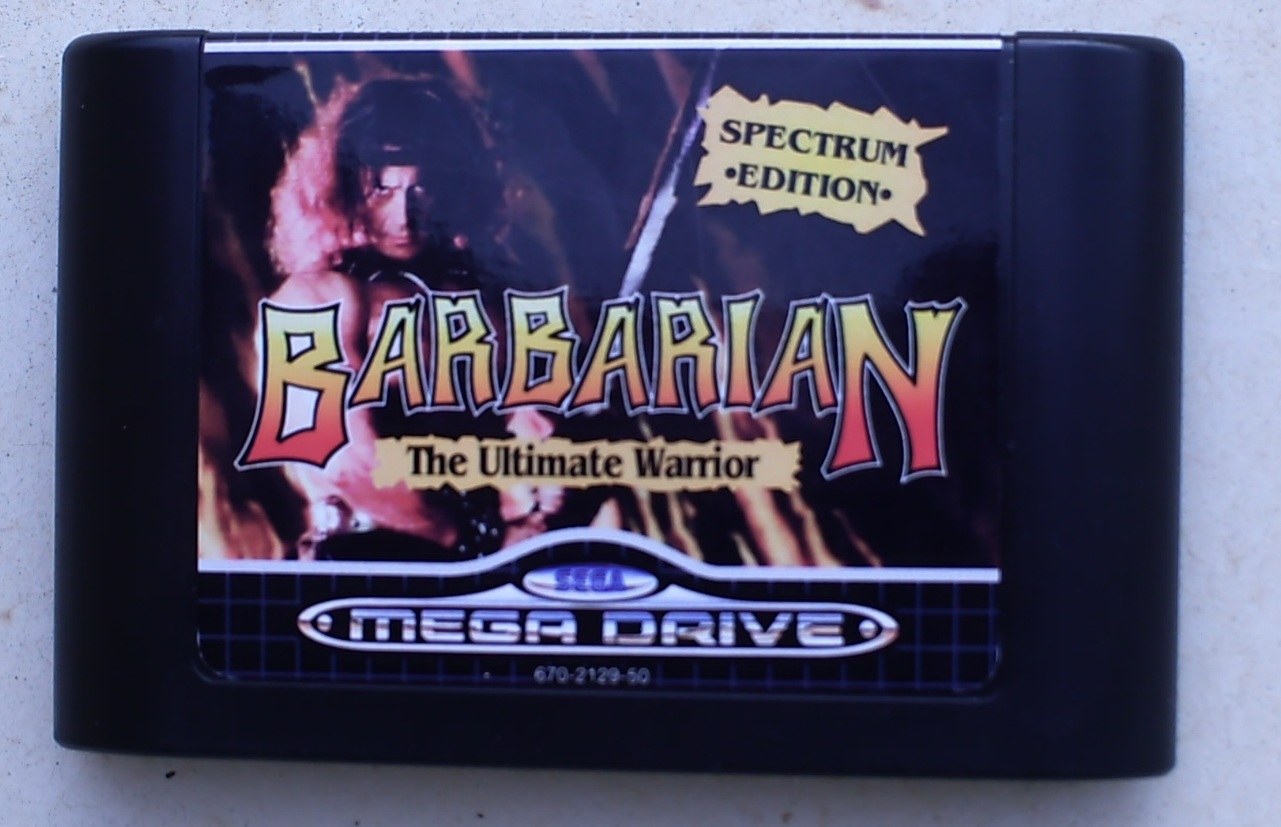 SPECTRUM
•EDITION•
BARBARIAN
The Ultimate Warrior
SEGA
MEGA DRIVE
670-2129-50